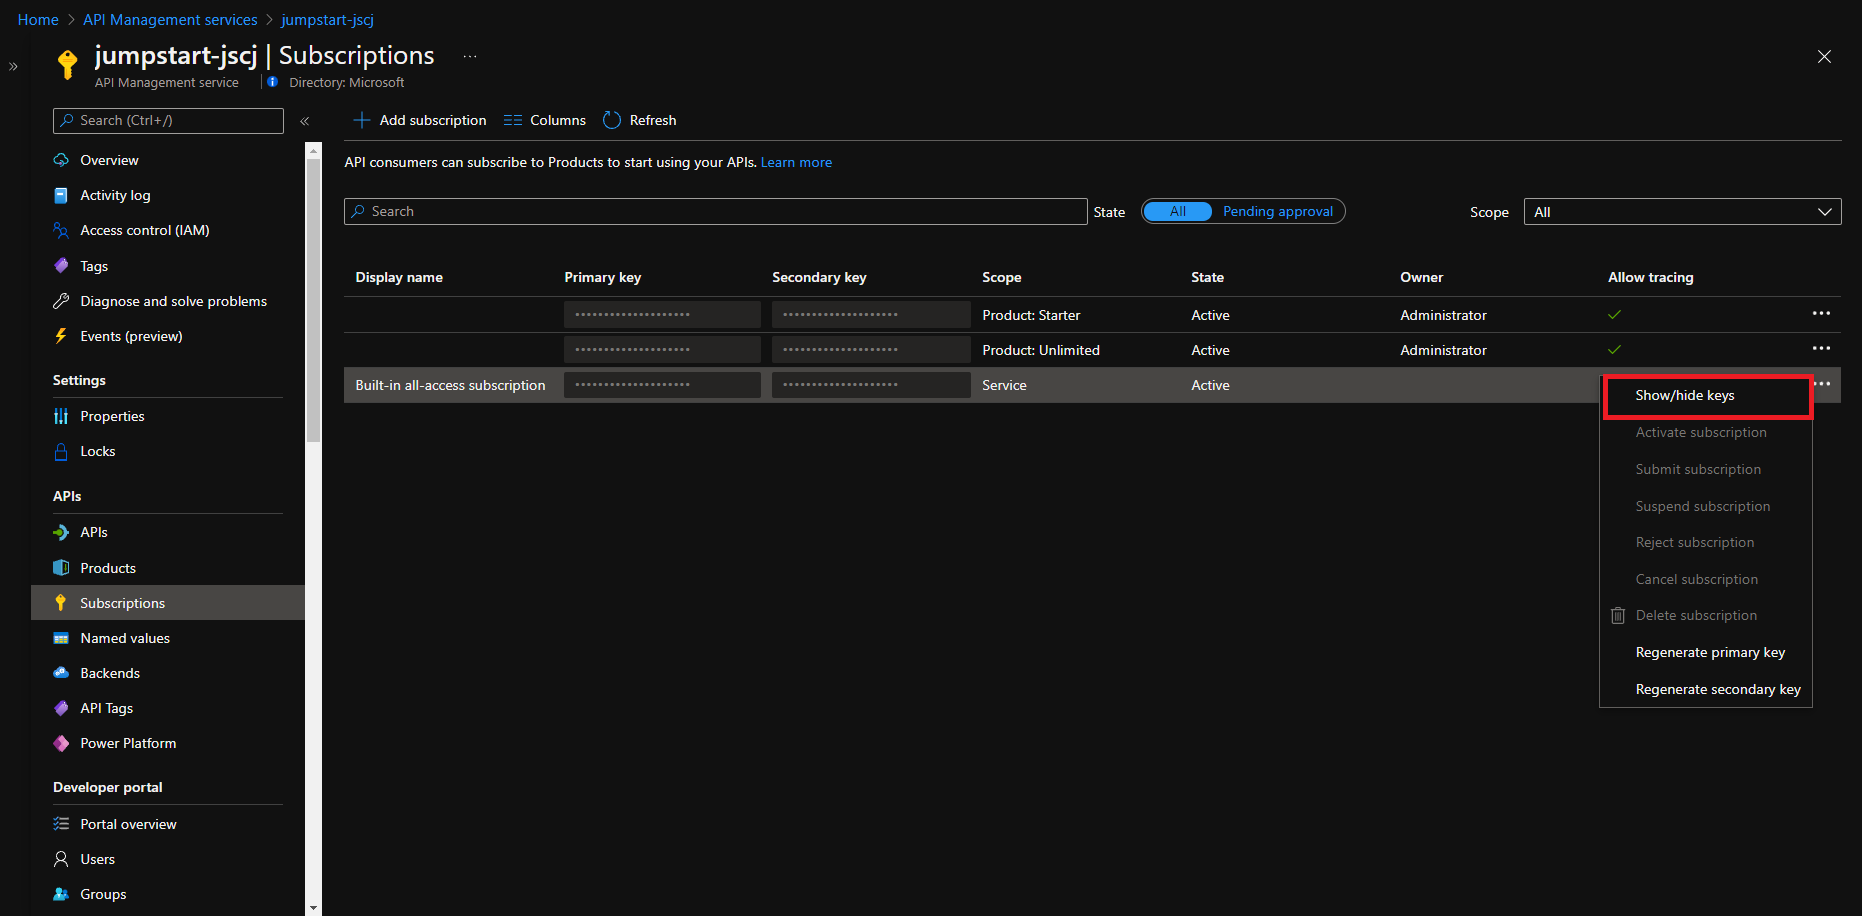 Home > API Management services > jumpstart-jscj
»
jumpstart-jscj | Subscriptions ...
API Management service | Directory: Microsoft
Search (Ctrl+/)
«
Overview
Activity log
Access control (IAM)
Tags
Diagnose and solve problems
Events (preview)
Settings
Properties
Locks
APIs
APIs
Products
Subscriptions
Named values
Backends
API Tags
Power Platform
Developer portal
Portal overview
Users
Groups
Add subscription Columns Refresh
API consumers can subscribe to Products to start using your APIs. Learn more
Search State All Pending approval Scope All
Display name Primary key Secondary key Scope State Owner Allow tracing
•••••••••••••••••••• •••••••••••••••••••• Product: Starter Active Administrator ✓ •••
•••••••••••••••••••• •••••••••••••••••••• Product: Unlimited Active Administrator ✓ •••
Built-in all-access subscription •••••••••••••••••••• •••••••••••••••••••• Service Active •••
Show/hide keys
Activate subscription
Submit subscription
Suspend subscription
Reject subscription
Cancel subscription
Delete subscription
Regenerate primary key
Regenerate secondary key